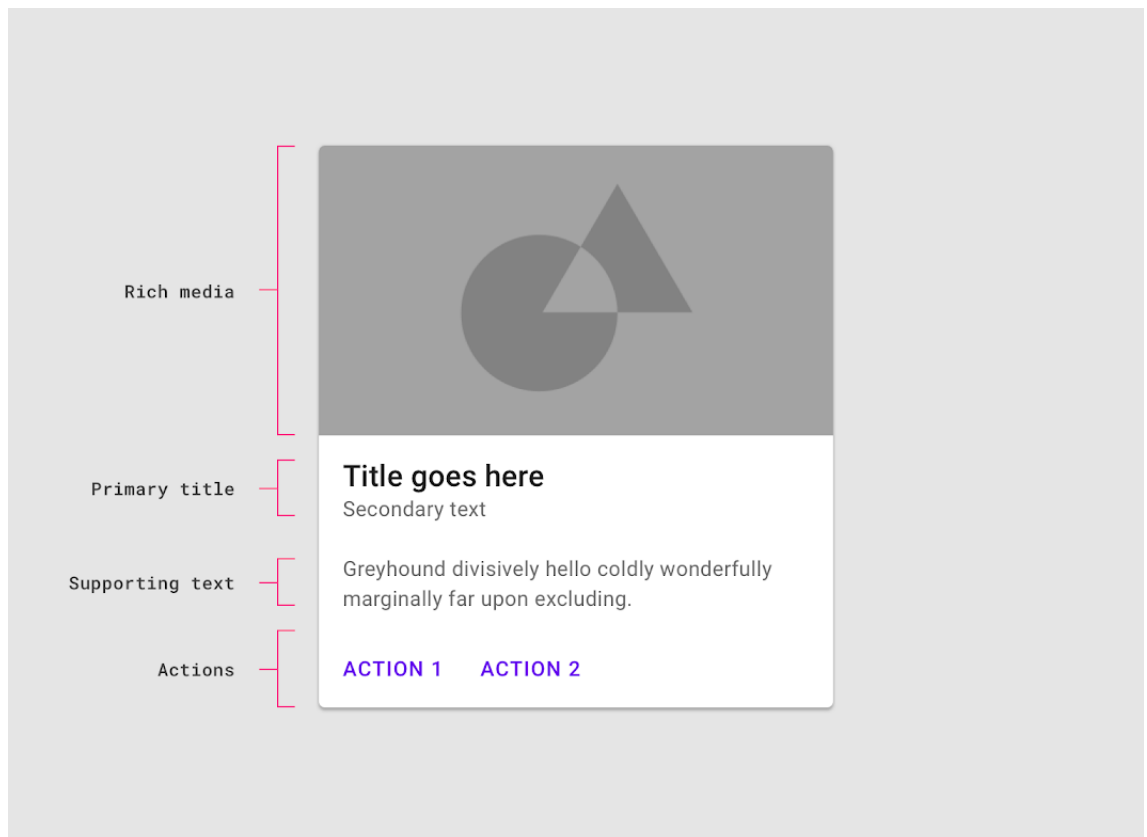 Rich media
Primary title
Title goes here
Secondary text
Supporting text
Greyhound divisively hello coldly wonderfully
marginally far upon excluding.
Actions
ACTION 1
ACTION 2